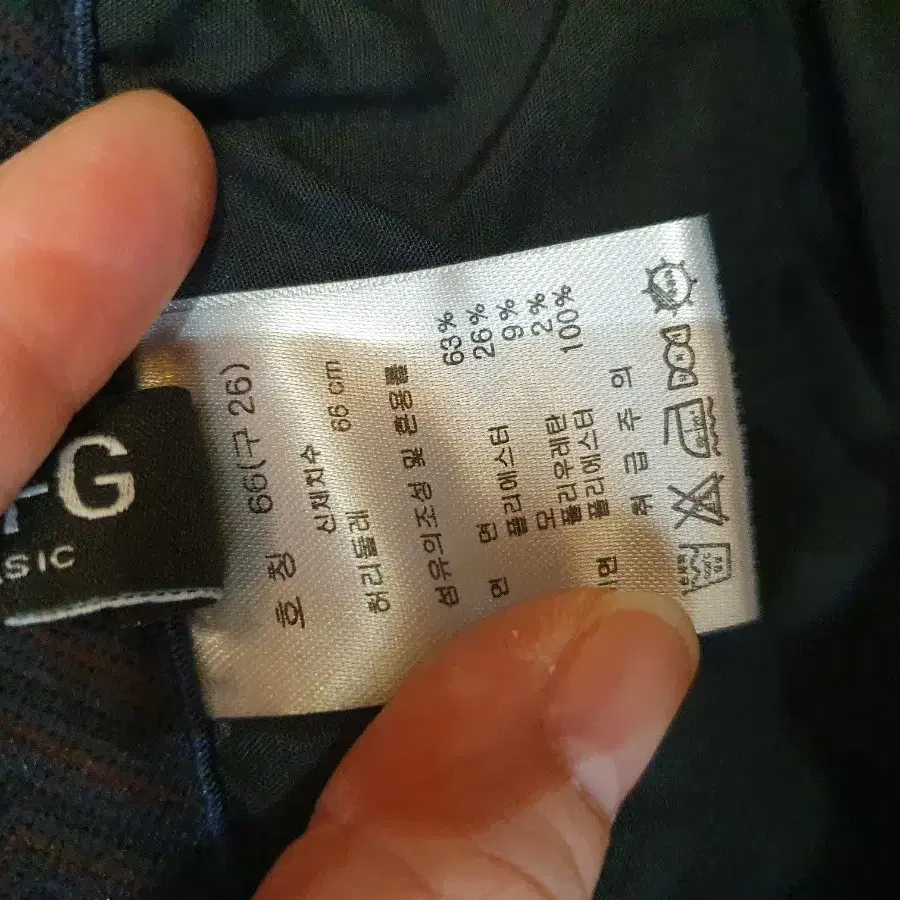 G
ASIC
호 칭 66(구 26)
신체치수
허리둘레 66 cm
섬유의조성 및 혼용률
면 면 63%
폴리에스터 26%
모 9%
폴리우레탄 2%
면 폴리에스터 100%
취 급 주 의